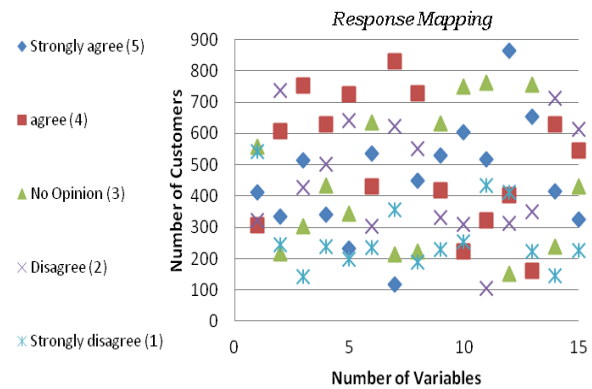 Response Mapping
Strongly agree (5)
agree (4)
No Opinion (3)
Disagree (2)
Strongly disagree (1)
Number of Customers
900
800
700
600
500
400
300
200
100
0
0 5 10 15
Number of Variables